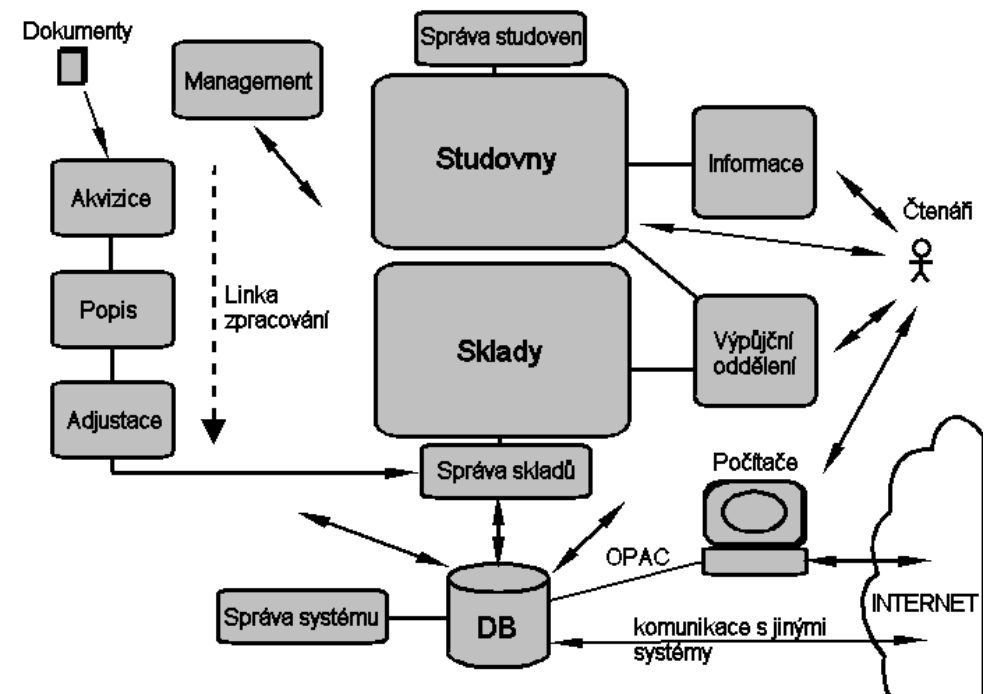 Dokumenty
Správa studoven
Management
Studovny
Informace
Akvizice
Čtenáři
Popis
Linka
zpracování
Sklady
Výpůjční
oddělení
Adjustace
Správa skladů
Počítače
OPAC
INTERNET
Správa systému
DB
komunikace s jinými
systémy